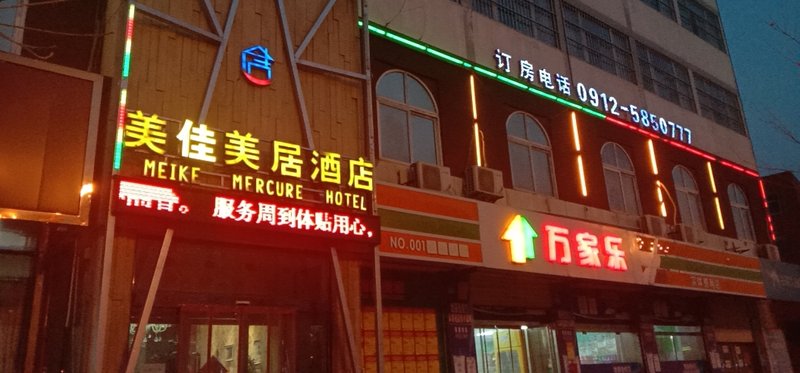 订房电话 0912-5850777
美佳美居酒店
MEIKE MERCURE HOTEL
服务周到体贴用心,
NO.001
万家乐